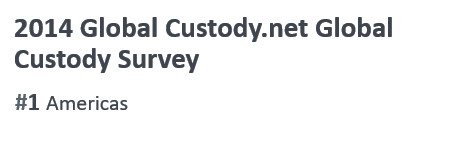 2014 Global Custody.net Global
Custody Survey
#1 Americas